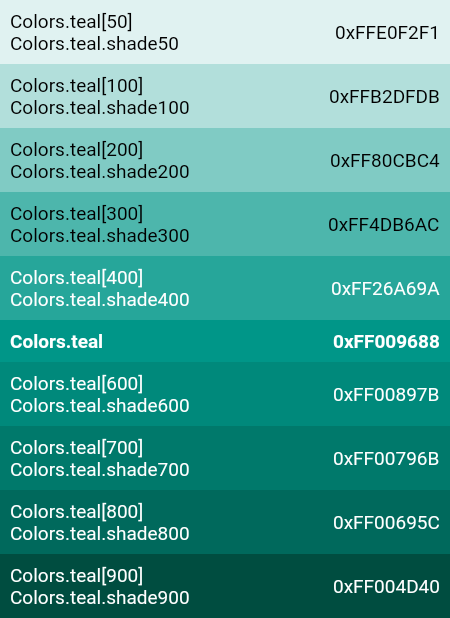 Colors.teal[50]
Colors.teal.shade50
0xFFE0F2F1
Colors.teal[100]
Colors.teal.shade100
0xFFB2DFDB
Colors.teal[200]
Colors.teal.shade200
0xFF80CBC4
Colors.teal[300]
Colors.teal.shade300
0xFF4DB6AC
Colors.teal[400]
Colors.teal.shade400
0xFF26A69A
Colors.teal
0xFF009688
Colors.teal[600]
Colors.teal.shade600
0xFF00897B
Colors.teal[700]
Colors.teal.shade700
0xFF00796B
Colors.teal[800]
Colors.teal.shade800
0xFF00695C
Colors.teal[900]
Colors.teal.shade900
0xFF004D40